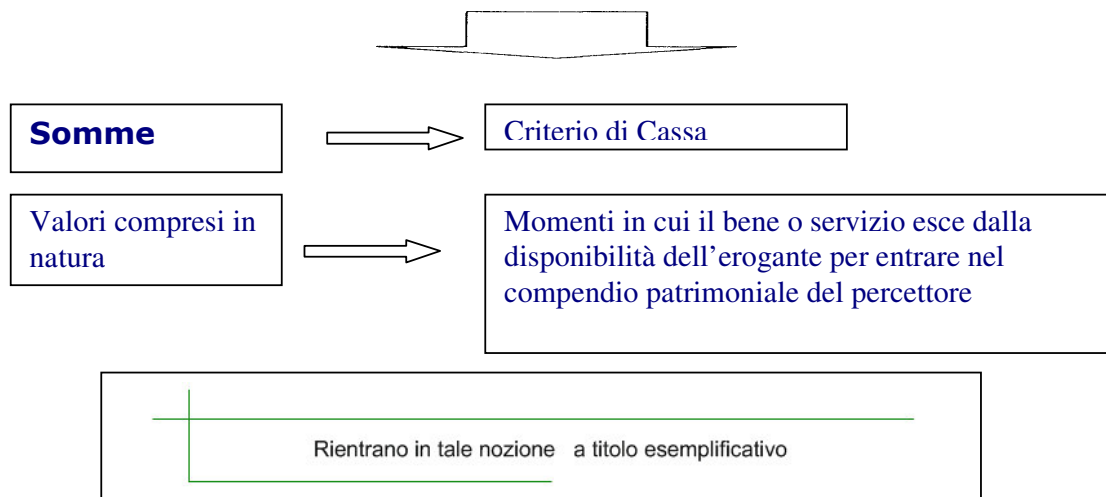 Somme
Criterio di Cassa
Valori compresi in
natura
Momenti in cui il bene o servizio esce dalla
disponibilità dell'erogante per entrare nel
compendio patrimoniale del percettore
Rientrano in tale nozione a titolo esemplificativo